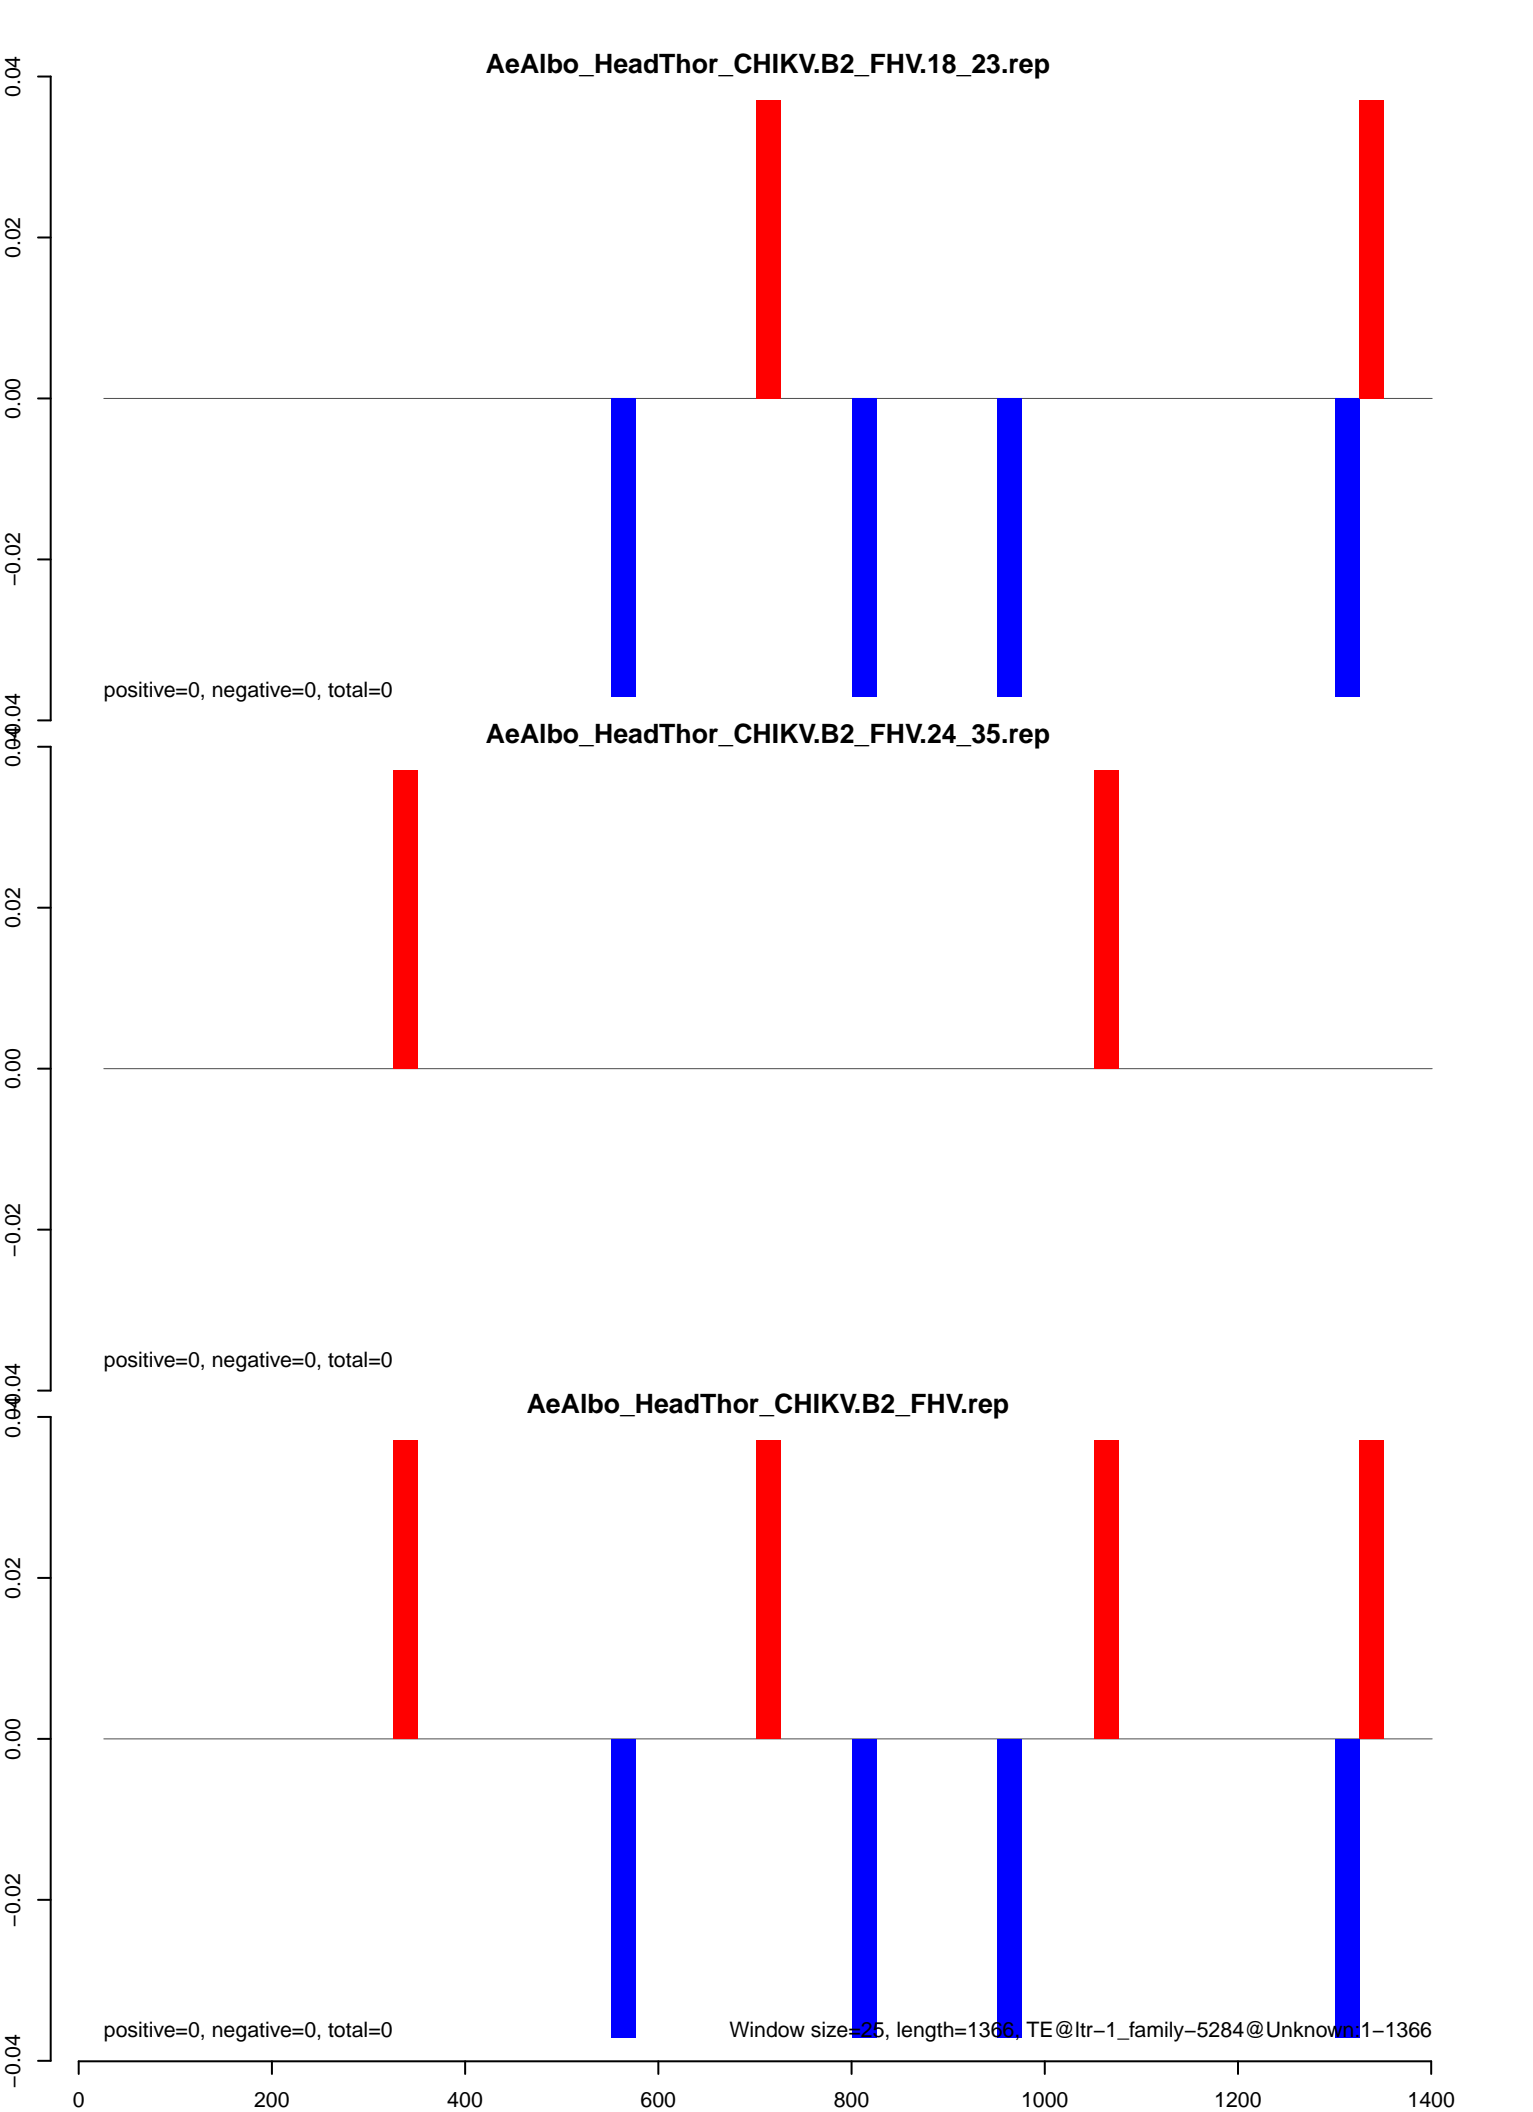 AeAlbo_HeadThor_CHIKV.B2_FHV.18_23.rep
0.04
0.02
0.00
−0.02
−0.04
positive=0, negative=0, total=0
AeAlbo_HeadThor_CHIKV.B2_FHV.24_35.rep
0.04
0.02
0.00
−0.02
−0.04
positive=0, negative=0, total=0
AeAlbo_HeadThor_CHIKV.B2_FHV.rep
0.04
0.02
0.00
−0.02
−0.04
positive=0, negative=0, total=0
Window size=25, length=1366, TE@ltr−1_family−5284@Unknown:1−1366
0 200 400 600 800 1000 1200 1400